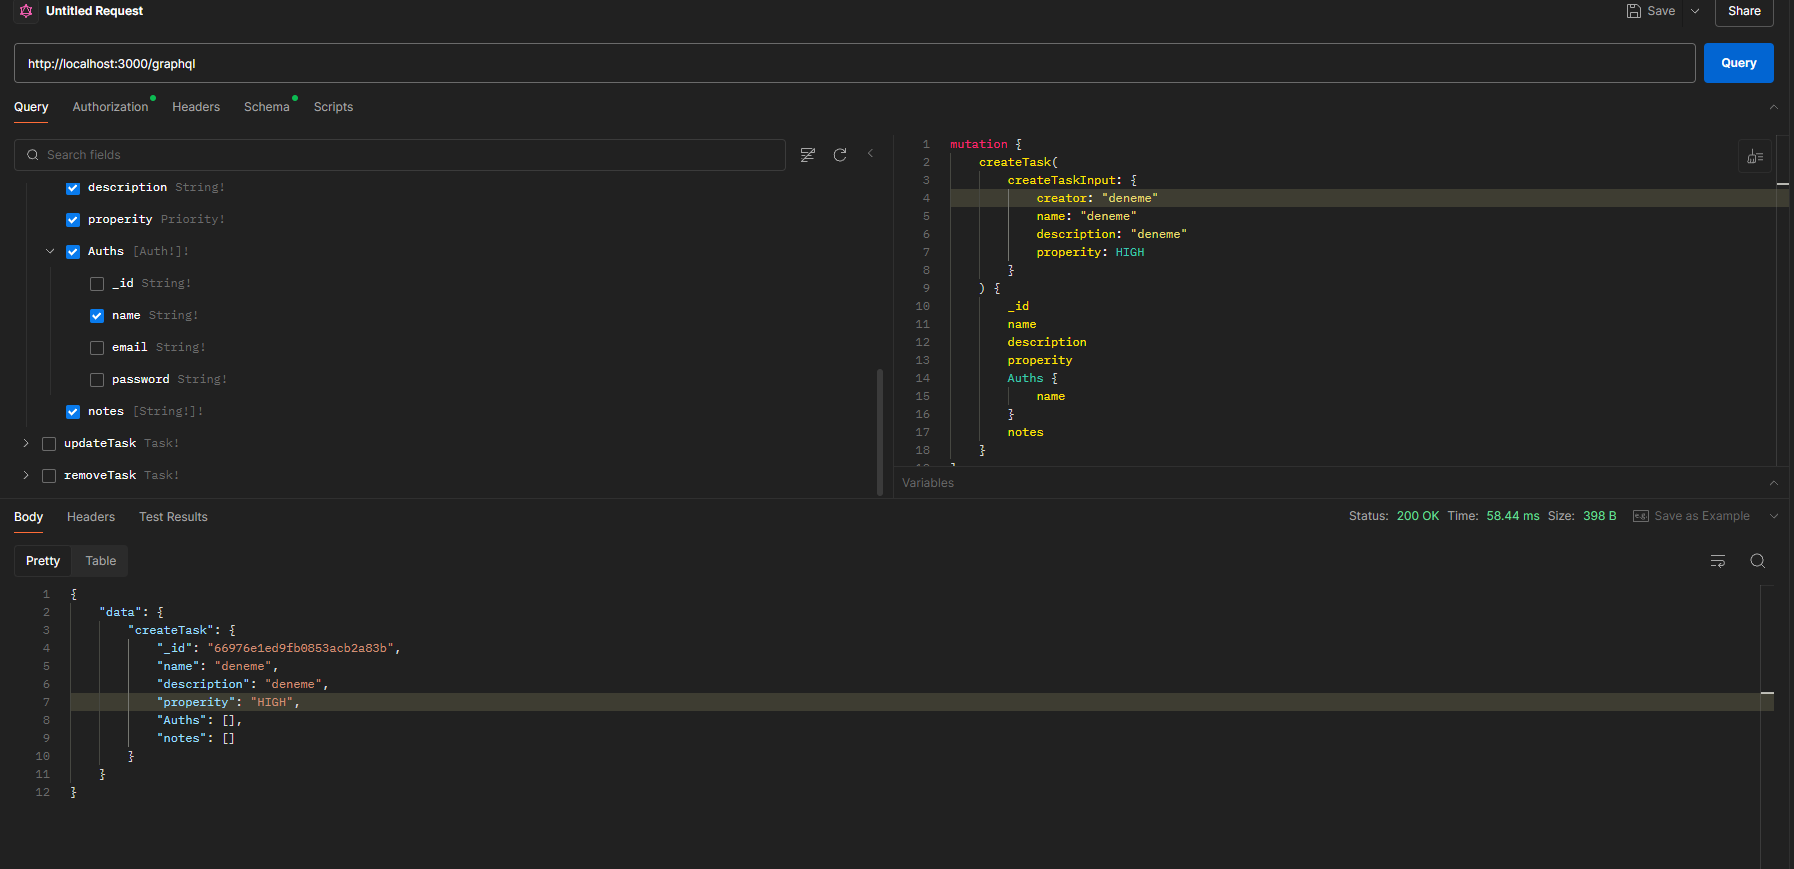 Untitled Request
Save
Share
http://localhost:3000/graphql
Query
Query Authorization Headers Schema Scripts
Search fields
description String!
properity Priority!
Auths [Auth!]!
_id String!
name String!
email String!
password String!
notes [String!]!
updateTask Task!
removeTask Task!
1 mutation {
2 createTask(
3 createTaskInput: {
4 creator: "deneme"
5 name: "deneme"
6 description: "deneme"
7 properity: HIGH
8 }
9 ) {
10 _id
11 name
12 description
13 properity
14 Auths {
15 name
16 }
17 notes
18 }
Variables
Body Headers Test Results
Status: 200 OK Time: 58.44 ms Size: 398 B
e.g. Save as Example
Pretty Table
1 {
2 "data": {
3 "createTask": {
4 "_id": "66976e1ed9fb0853acb2a83b",
5 "name": "deneme",
6 "description": "deneme",
7 "properity": "HIGH",
8 "Auths": [],
9 "notes": []
10 }
11 }
12 }